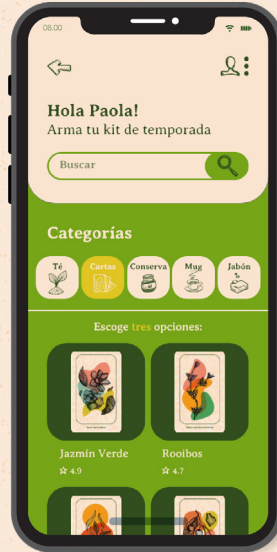 08.00
Hola Paola!
Arma tu kit de temporada
Buscar
Categorías
Té Cartas Conserva Mug Jabón
Escoge tres opciones:
Jazmín Verde Rooibos
☆ 4.9 ☆ 4.7